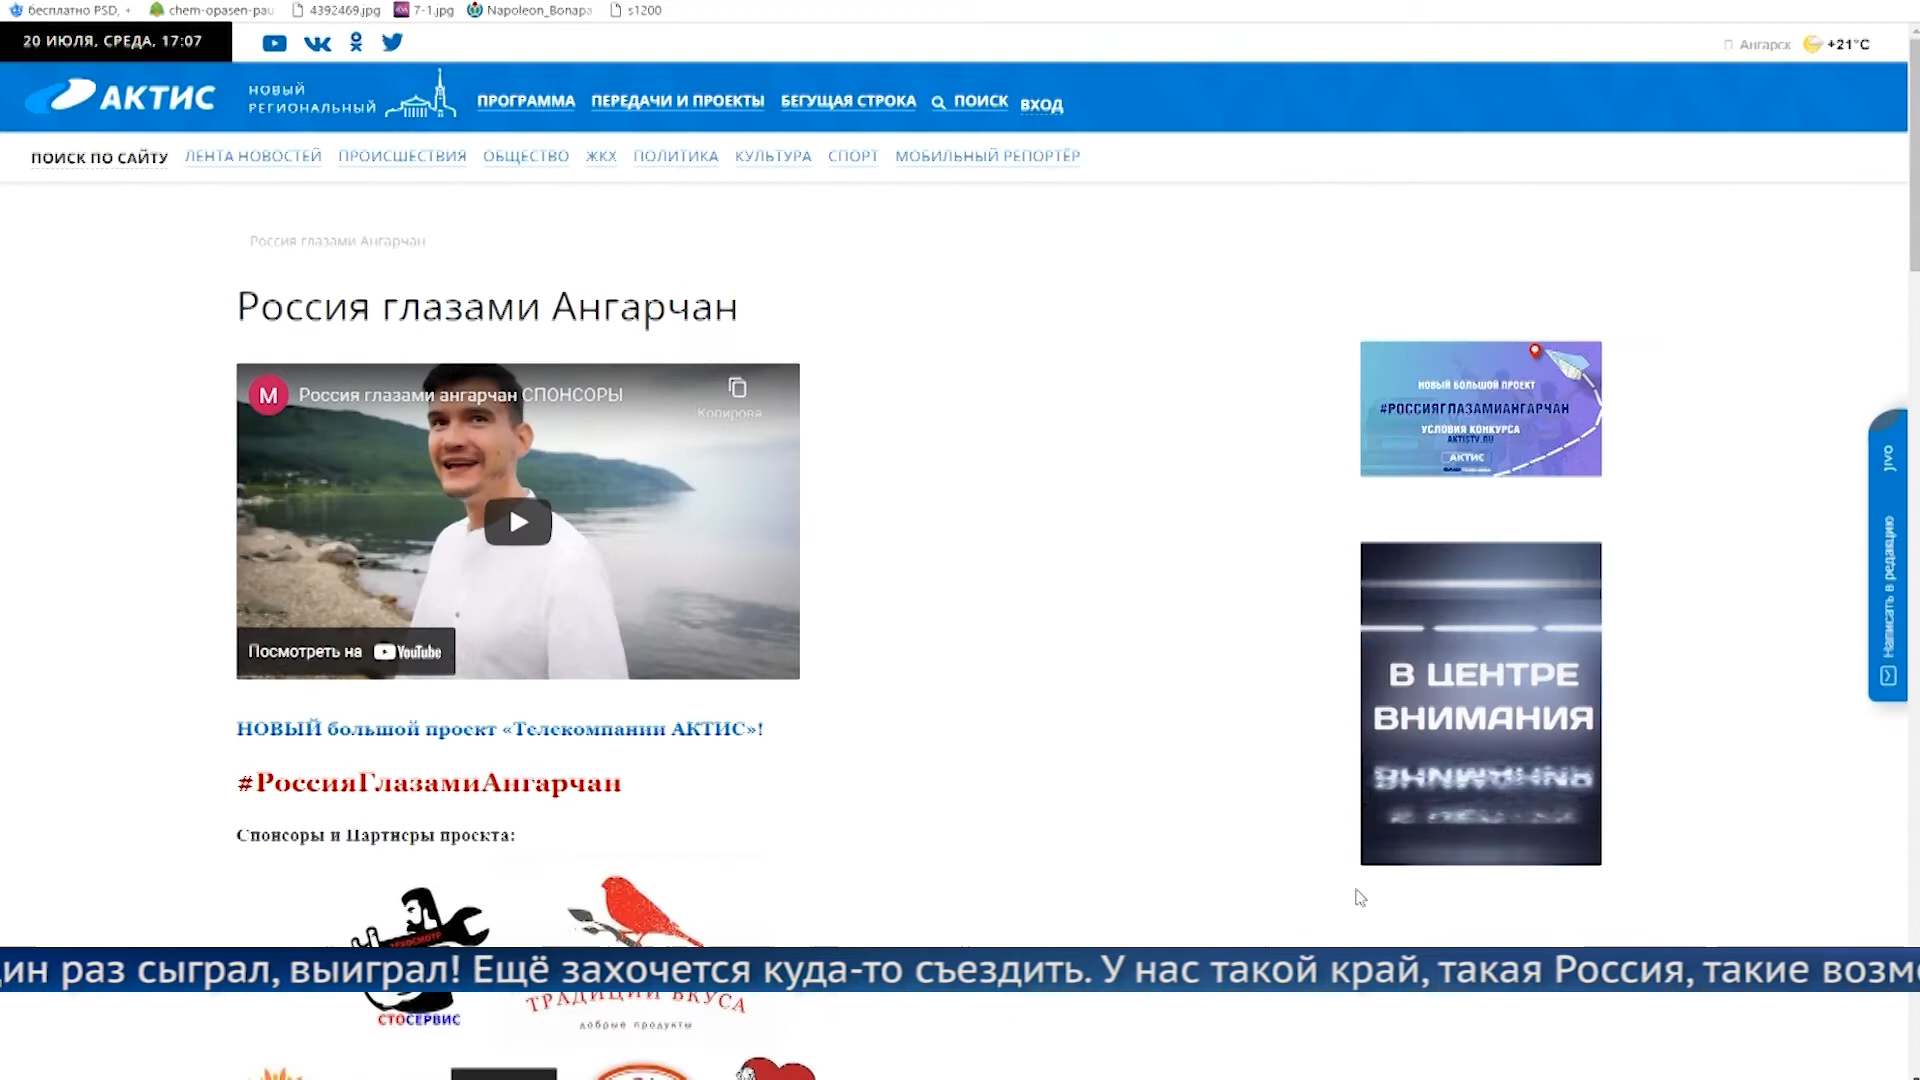 бесплатно PSD, +
chem-opasen-pau
4392469.jpg
7-1.jpg
Napoleon_Bonapa
s1200
20 ИЮЛЯ, СРЕДА, 17:07
Ангарск
+21°C
АКТИС
НОВЫЙ
РЕГИОНАЛЬНЫЙ
ПРОГРАММА
ПЕРЕДАЧИ И ПРОЕКТЫ
БЕГУЩАЯ СТРОКА
ПОИСК
ВХОД
ПОИСК ПО САЙТУ
ЛЕНТА НОВОСТЕЙ
ПРОИСШЕСТВИЯ
ОБЩЕСТВО
ЖКХ
ПОЛИТИКА
КУЛЬТУРА
СПОРТ
МОБИЛЬНЫЙ РЕПОРТЁР
Россия глазами Ангарчан
Россия глазами Ангарчан
М
Россия глазами ангарчан СПОНСОРЫ
Копирова
Посмотреть на YouTube
НОВЫЙ БОЛЬШОЙ ПРОЕКТ
#РОССИЯГЛАЗАМИАНГАРЧАН
УСЛОВИЯ КОНКУРСА
AKTISTV.RU
АКТИС
В ЦЕНТРЕ
ВНИМАНИЯ
jivo
Написать в редакцию
НОВЫЙ большой проект «Телекомпании АКТИС»!
#РоссияГлазамиАнгарчан
Спонсоры и Партнеры проекта:
дин раз сыграл, выиграл! Ещё захочется куда-то съездить. У нас такой край, такая Россия, такие возм
СТОСЕРВИС
ТРАДИЦИИ ВКУСА
добрые продукты